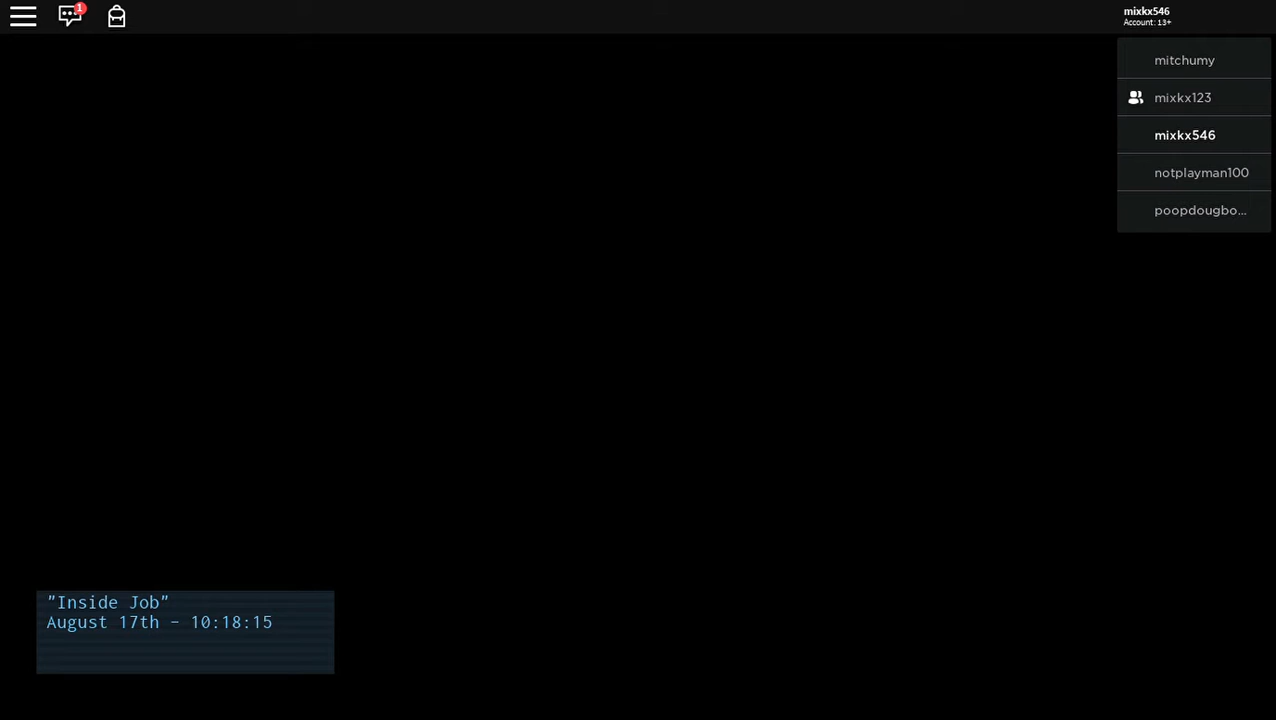 1
mixkx546
Account: 13+
mitchumy
mixkx123
mixkx546
notplayman100
poopdougbo...
"Inside Job"
August 17th - 10:18:15